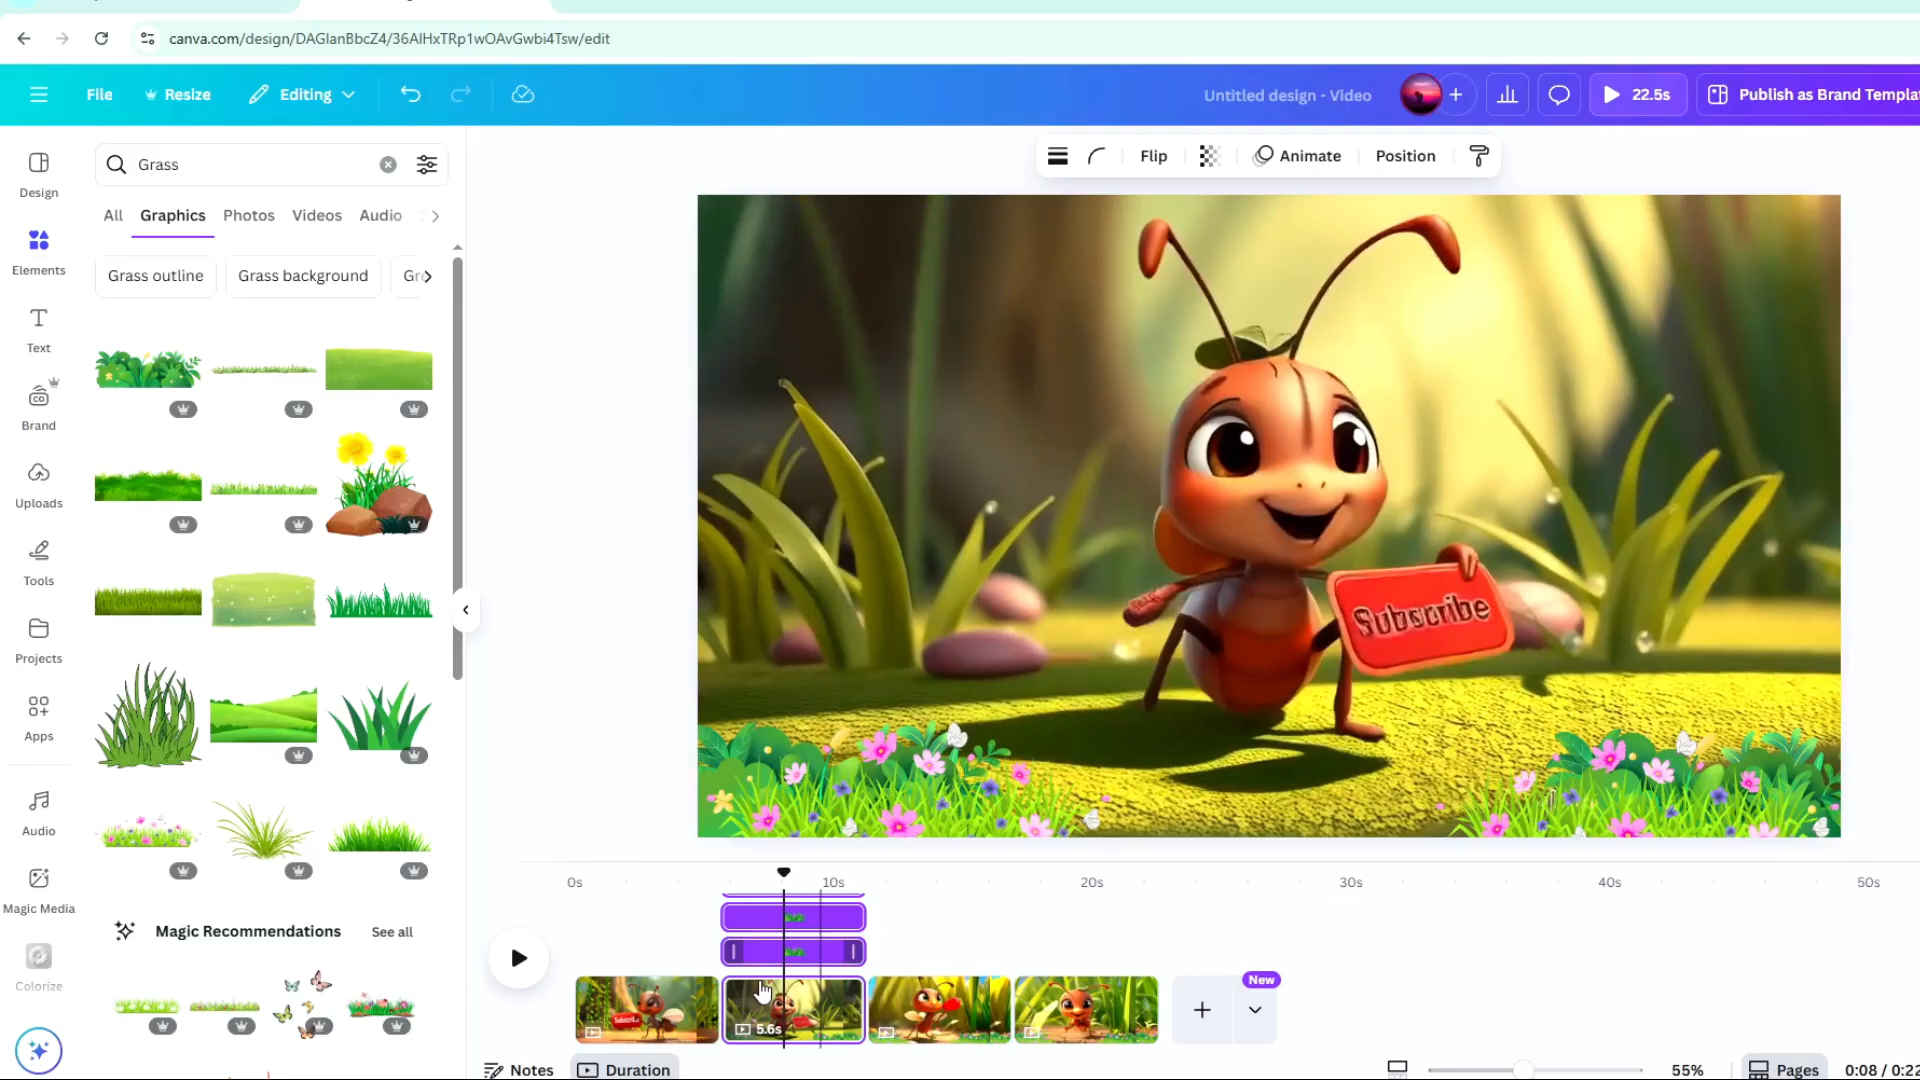 canva.com/design/DAGlanBbcZ4/36AlHxTRp1wOAvGwbi4Tsw/edit
File
Resize
Editing
Untitled design - Video
22.5s
Publish as Brand Templa
Design
Elements
Text
Brand
Uploads
Tools
Projects
Apps
Audio
Magic Media
Colorize
Grass
All
Graphics
Photos
Videos
Audio
Grass outline
Grass background
Gr
Magic Recommendations
See all
Flip
Animate
Position
Subscribe
0s
10s
20s
30s
40s
50s
5.6s
New
Notes
Duration
55%
Pages
0:08 / 0:22